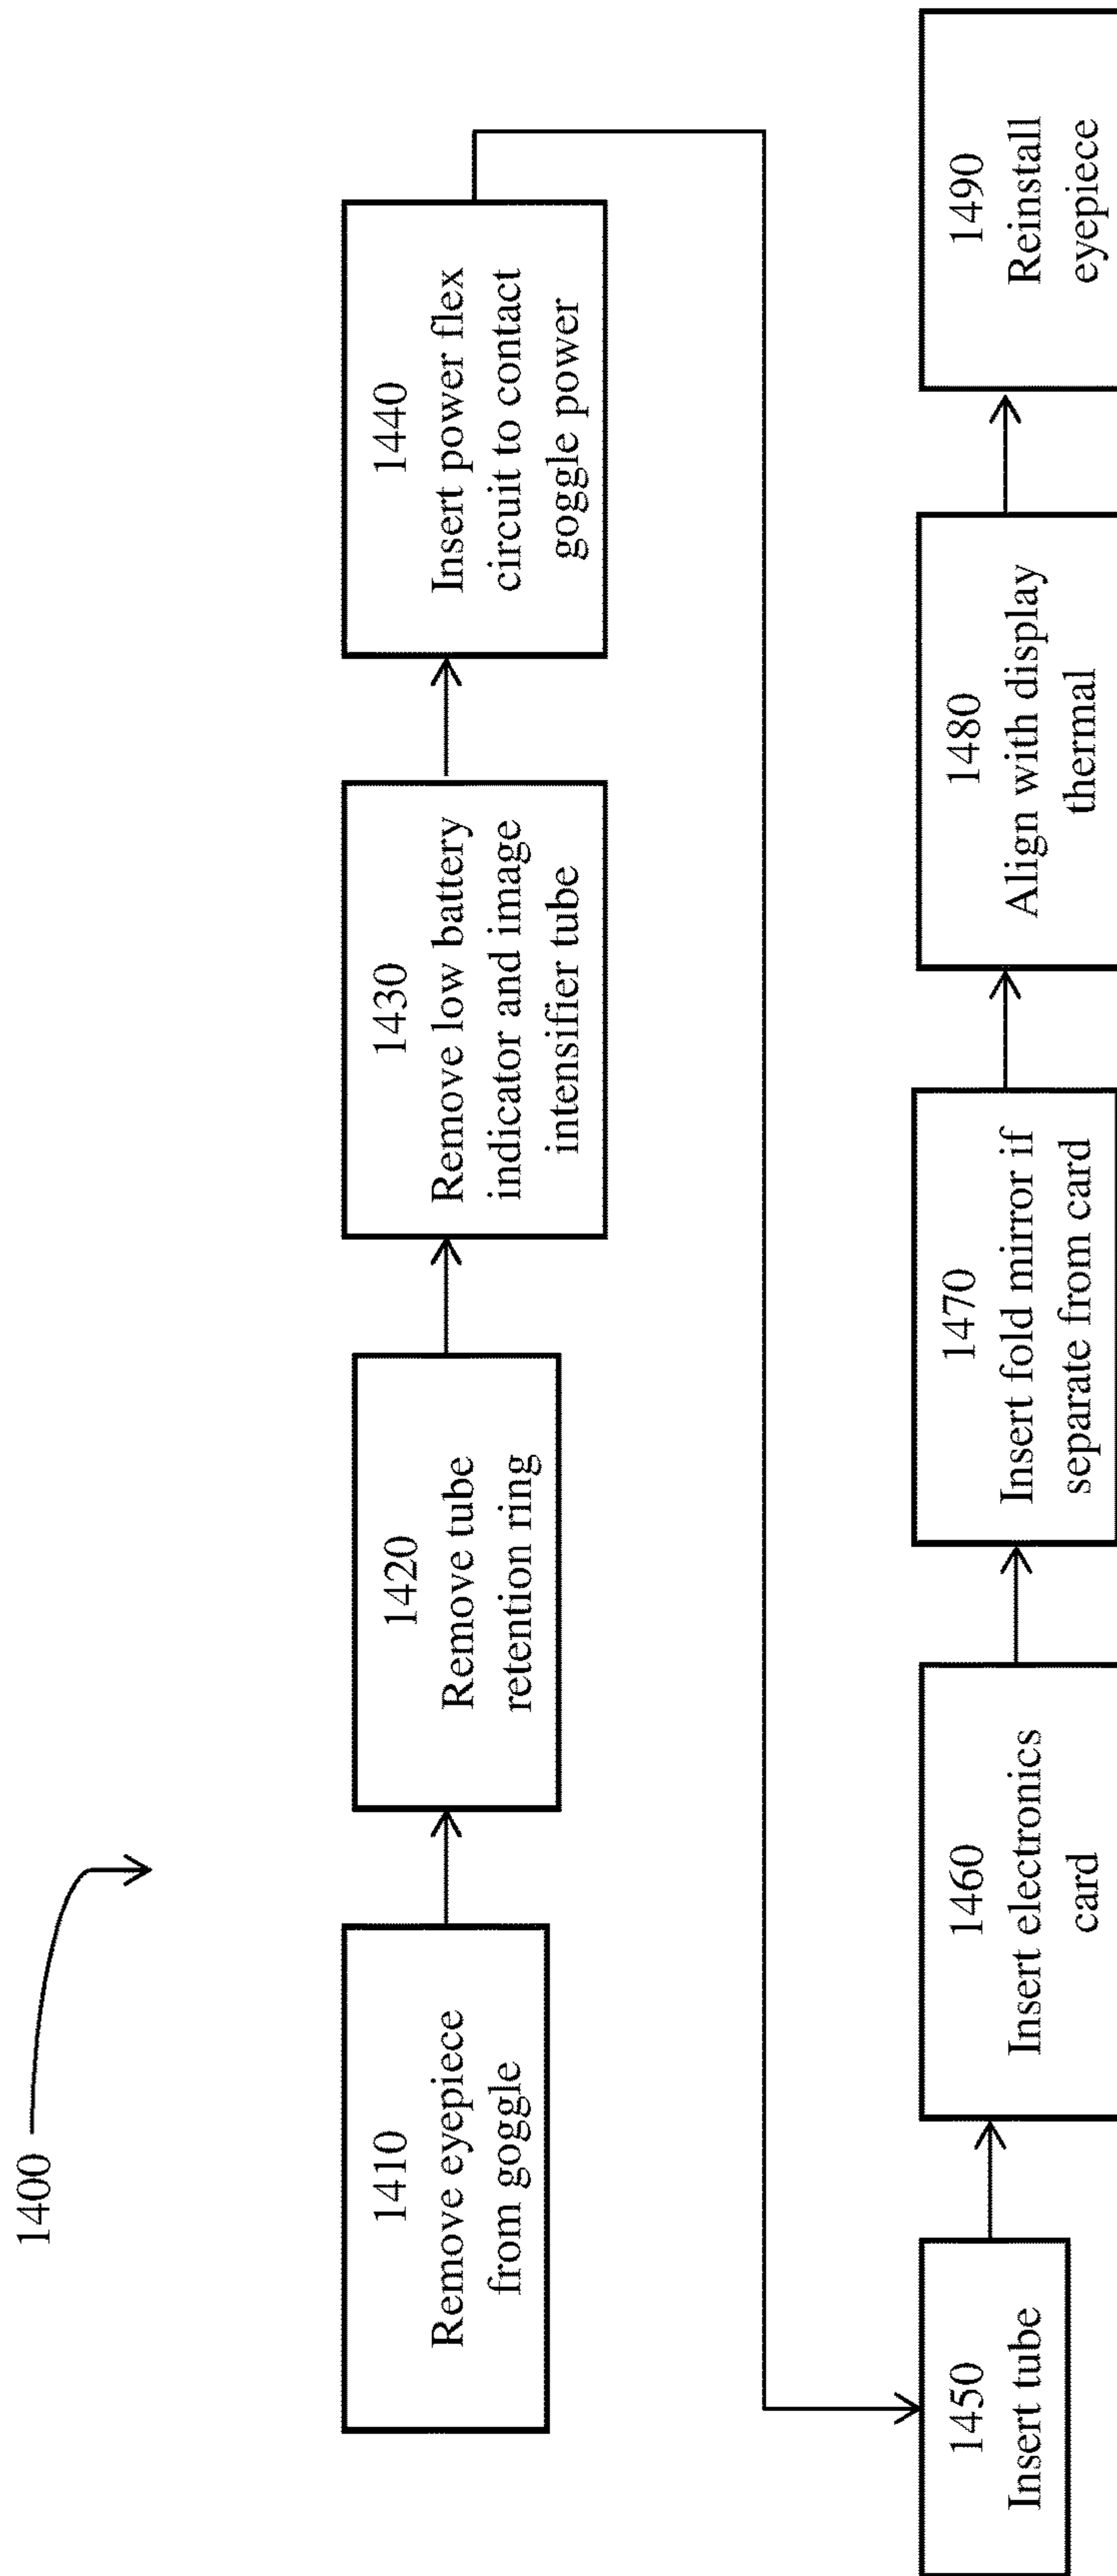 1400
1410
Remove eyepiece
from goggle
1420
Remove tube
retention ring
1430
Remove low battery
indicator and image
intensifier tube
1440
Insert power flex
circuit to contact
goggle power
1450
Insert tube
1460
Insert electronics
card
1470
Insert fold mirror if
separate from card
1480
Align with display
thermal
1490
Reinstall
eyepiece